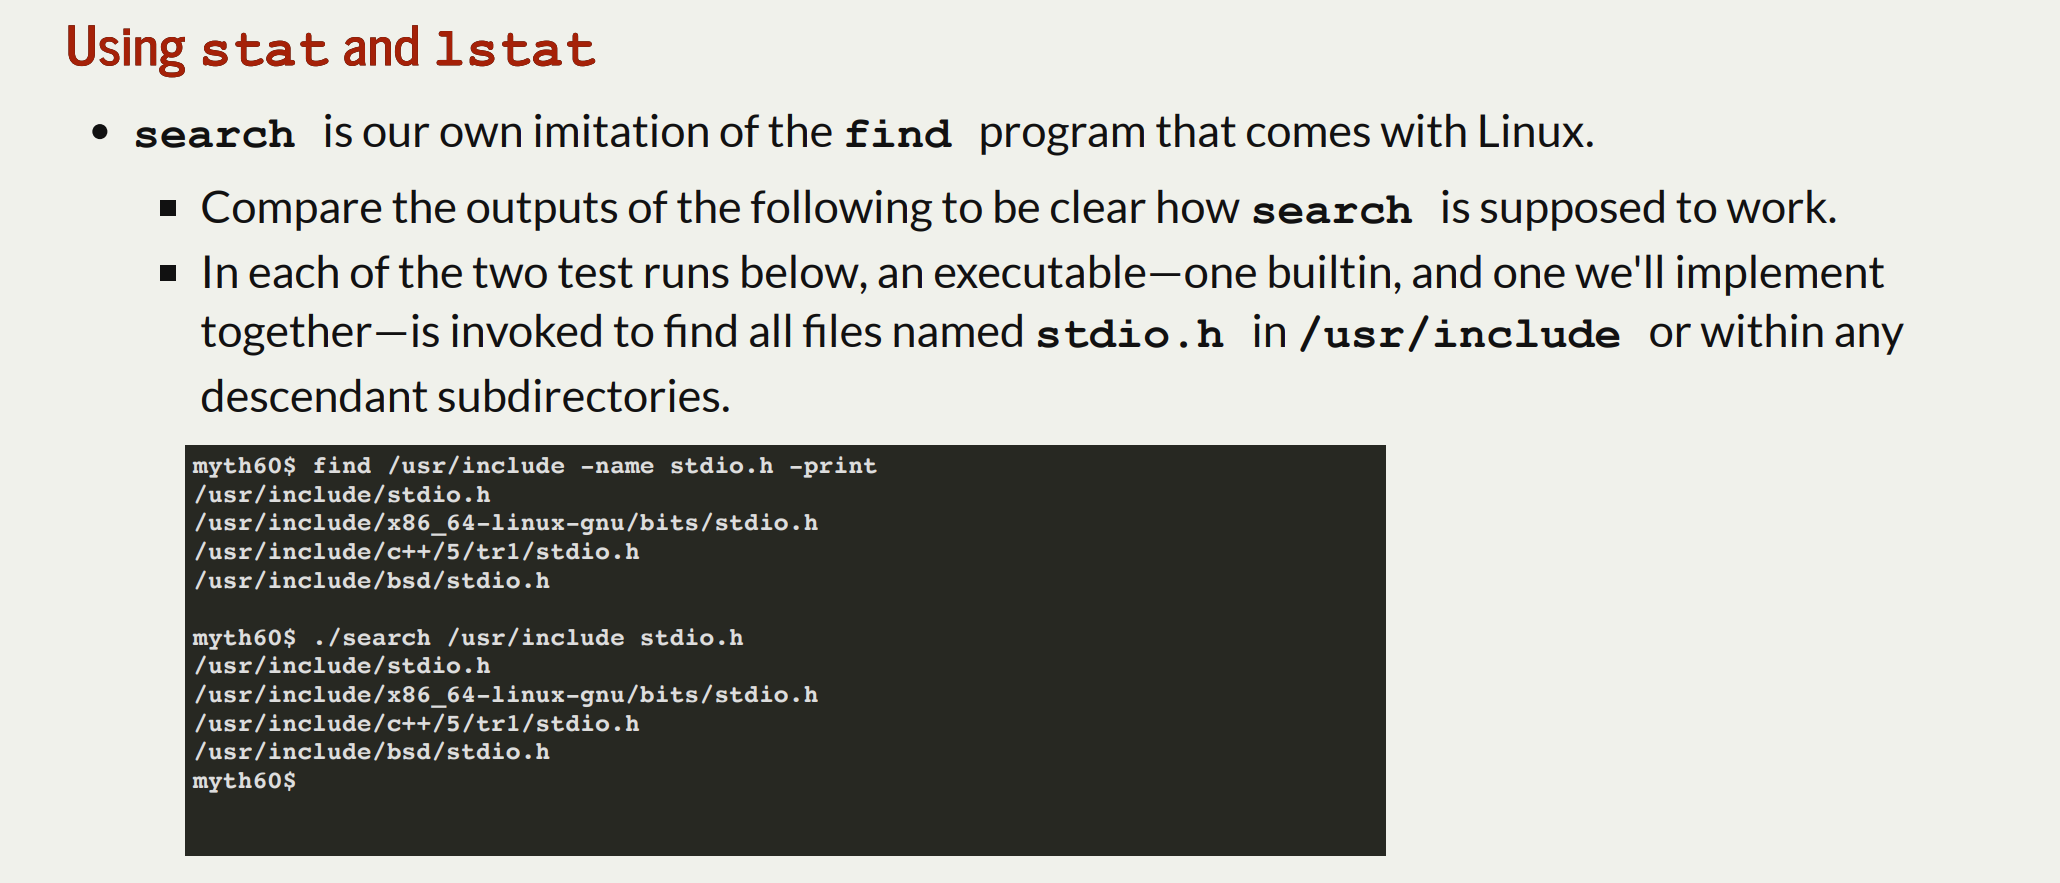 Using stat and lstat
search is our own imitation of the find program that comes with Linux.
Compare the outputs of the following to be clear how search is supposed to work.
In each of the two test runs below, an executable—one builtin, and one we'll implement
together—is invoked to find all files named stdio.h in /usr/include or within any
descendant subdirectories.
myth60$ find /usr/include -name stdio.h -print
/usr/include/stdio.h
/usr/include/x86_64-linux-gnu/bits/stdio.h
/usr/include/c++/5/tr1/stdio.h
/usr/include/bsd/stdio.h
myth60$ ./search /usr/include stdio.h
/usr/include/stdio.h
/usr/include/x86_64-linux-gnu/bits/stdio.h
/usr/include/c++/5/tr1/stdio.h
/usr/include/bsd/stdio.h
myth60$